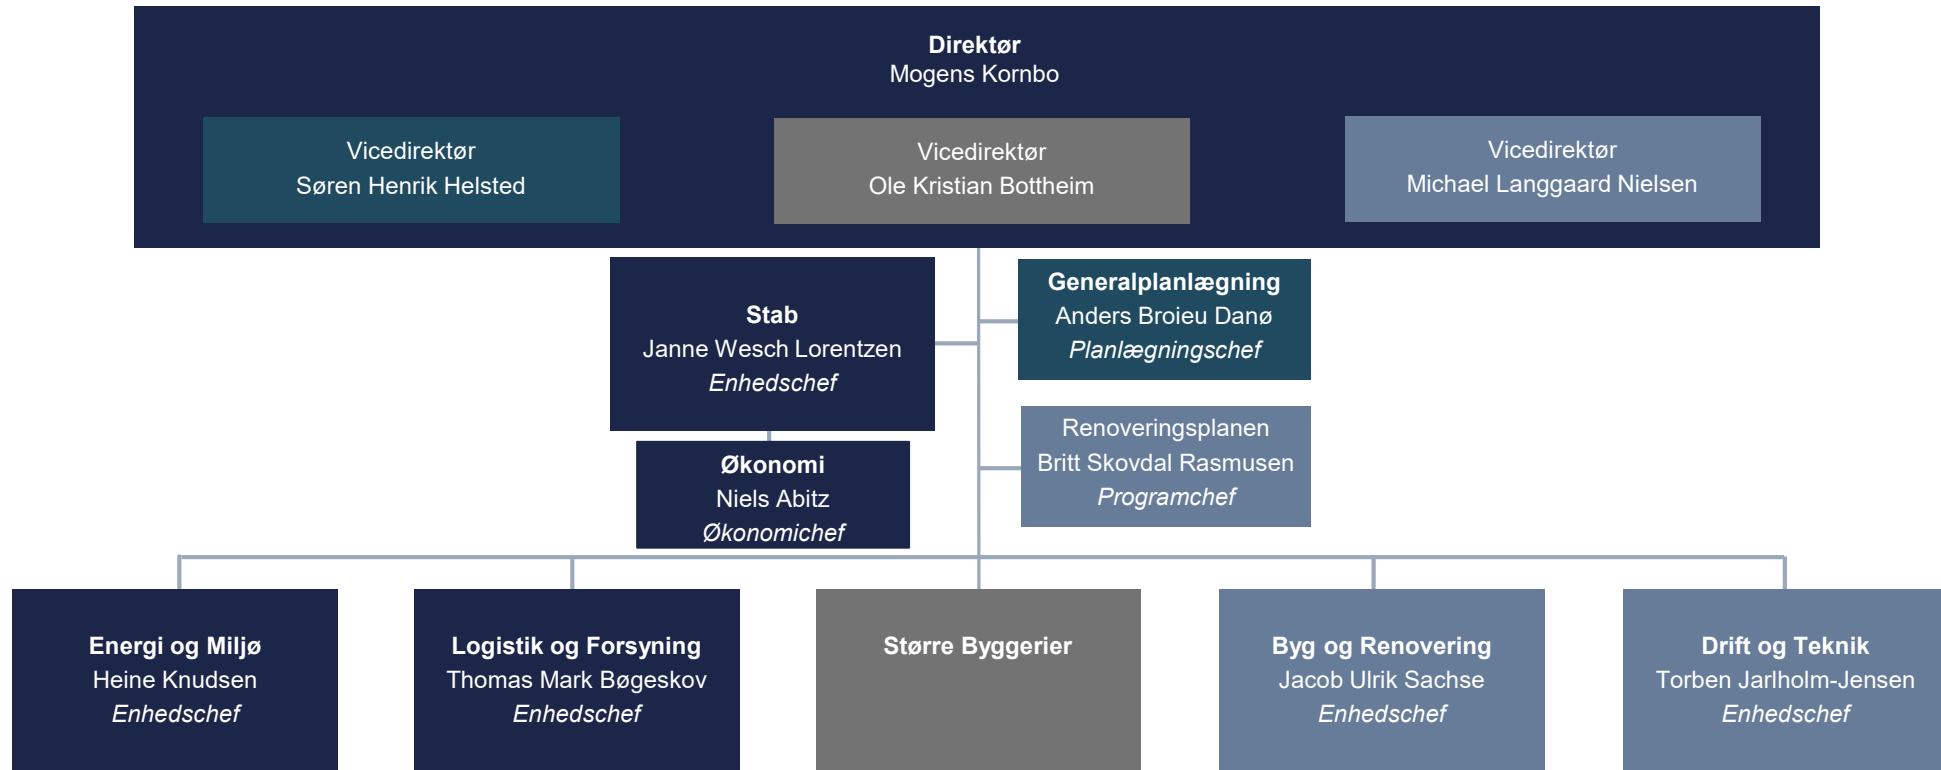 Direktør
Mogens Kornbo
Vicedirektør
Søren Henrik Helsted
Vicedirektør
Ole Kristian Bottheim
Vicedirektør
Michael Langgaard Nielsen
Stab
Janne Wesch Lorentzen
Enhedschef
Generalplanlægning
Anders Broieu Danø
Planlægningschef
Renoveringsplanen
Britt Skovdal Rasmusen
Programchef
Økonomi
Niels Abitz
Økonomichef
Energi og Miljø
Heine Knudsen
Enhedschef
Logistik og Forsyning
Thomas Mark Bøgeskov
Enhedschef
Større Byggerier
Byg og Renovering
Jacob Ulrik Sachse
Enhedschef
Drift og Teknik
Torben Jarlholm-Jensen
Enhedschef